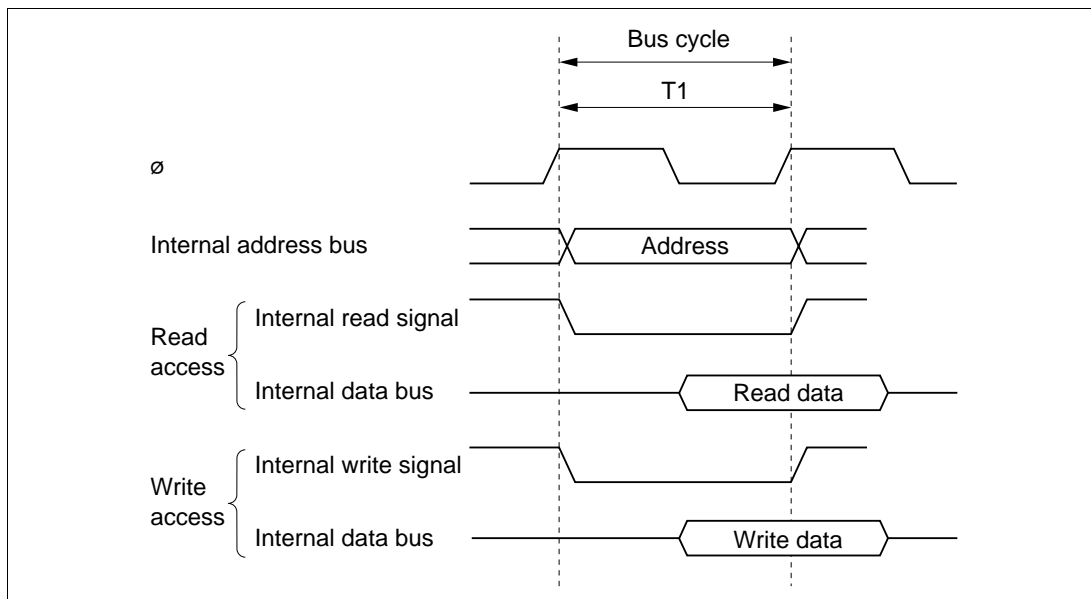 Bus cycle
T1
ø
Internal address bus
Address
Read
access
Internal read signal
Internal data bus
Read data
Write
access
Internal write signal
Internal data bus
Write data